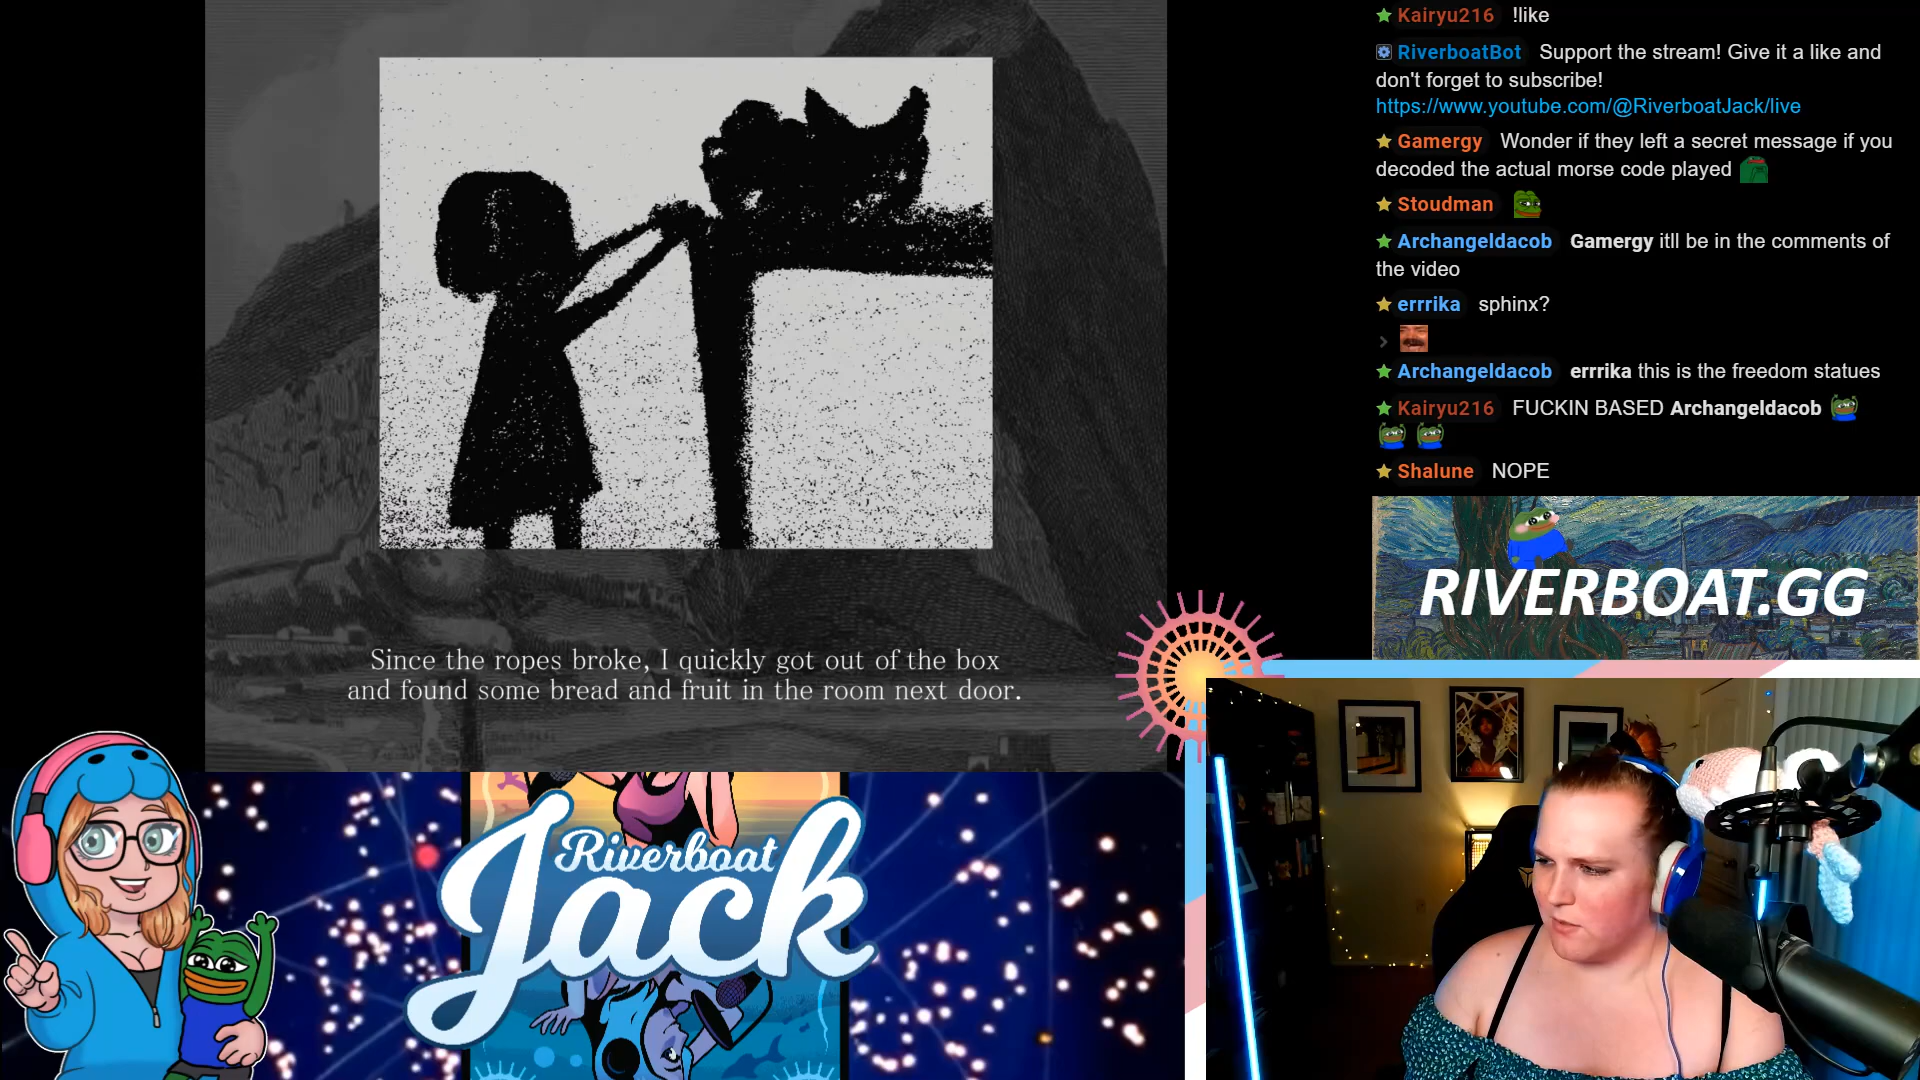 Kairyu216 !like
RiverboatBot Support the stream! Give it a like and
don't forget to subscribe!
https://www.youtube.com/@RiverboatJack/live
Gamergy Wonder if they left a secret message if you
decoded the actual morse code played
Stoudman
Archangeldacob Gamergy itll be in the comments of
the video
errrika sphinx?
Archangeldacob errrika this is the freedom statues
Kairyu216 FUCKIN BASED Archangeldacob
Shalune NOPE
RIVERBOAT.GG
Since the ropes broke, I quickly got out of the box
and found some bread and fruit in the room next door.
Riverboat
Jack